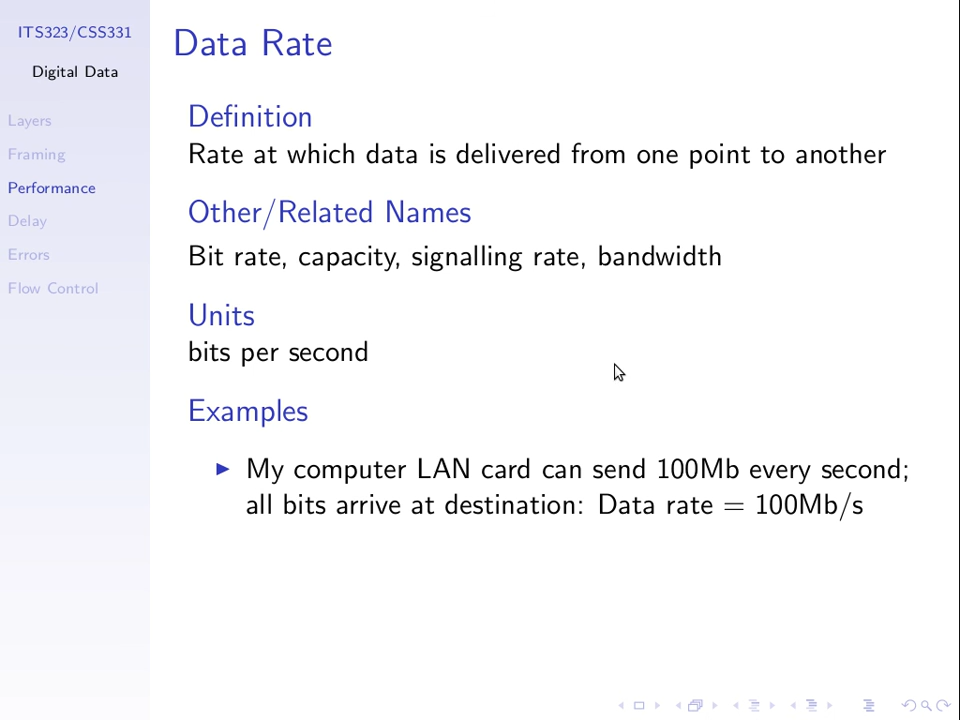 ITS323/CSS331
Digital Data
Layers
Framing
Performance
Delay
Errors
Flow Control
Data Rate
Definition
Rate at which data is delivered from one point to another
Other/Related Names
Bit rate, capacity, signalling rate, bandwidth
Units
bits per second
Examples
My computer LAN card can send 100Mb every second;
all bits arrive at destination: Data rate = 100Mb/s